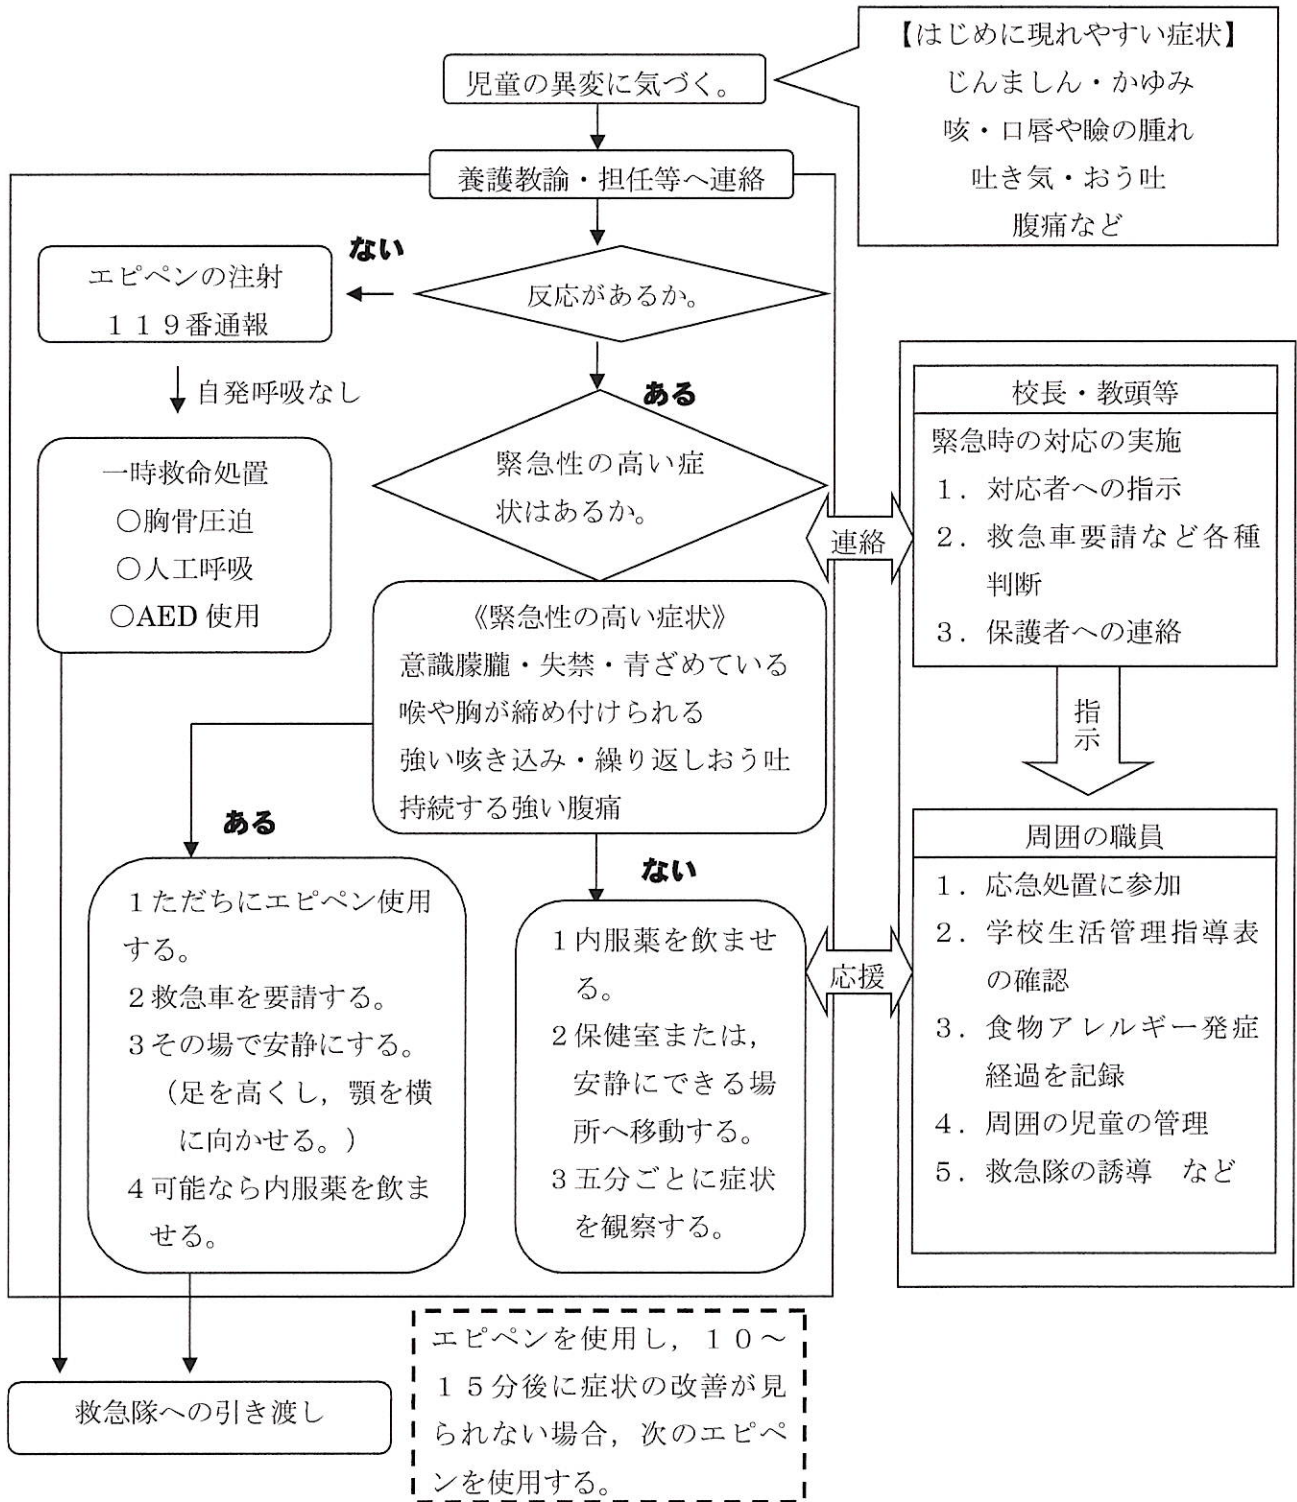 【はじめに現れやすい症状】
じんましん・かゆみ
咳・口唇や瞼の腫れ
吐き気・おう吐
腹痛など
児童の異変に気づく。
養護教諭・担任等へ連絡
反応があるか。
ない
エピペンの注射
１１９番通報
自発呼吸なし
一時救命処置
○胸骨圧迫
○人工呼吸
○AED 使用
ある
緊急性の高い症
状はあるか。
《緊急性の高い症状》
意識朦朧・失禁・青ざめている
喉や胸が締め付けられる
強い咳き込み・繰り返しおう吐
持続する強い腹痛
ある
１ただちにエピペン使用
する。
２救急車を要請する。
３その場で安静にする。
（足を高くし，顎を横
に向かせる。）
４可能なら内服薬を飲ま
せる。
ない
１内服薬を飲ませ
る。
２保健室または，
安静にできる場
所へ移動する。
３五分ごとに症状
を観察する。
連絡
校長・教頭等
緊急時の対応の実施
１．対応者への指示
２．救急車要請など各種
判断
３．保護者への連絡
指
示
応援
周囲の職員
１．応急処置に参加
２．学校生活管理指導表
の確認
３．食物アレルギー発症
経過を記録
４．周囲の児童の管理
５．救急隊の誘導　など
救急隊への引き渡し
エピペンを使用し，１０～
１５分後に症状の改善が見
られない場合，次のエピペ
ンを使用する。